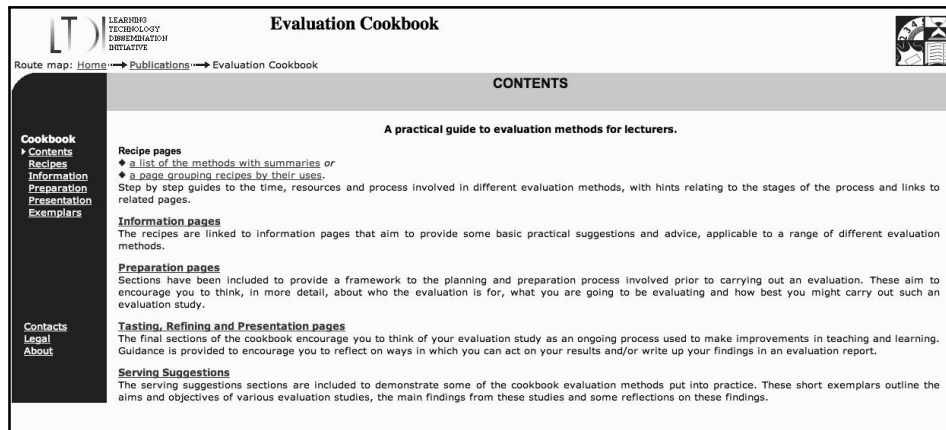 LEARNING
TECHNOLOGY
DISSEMINATION
INITIATIVE
Evaluation Cookbook
Route map: Home Publications Evaluation Cookbook
CONTENTS
A practical guide to evaluation methods for lecturers.
Cookbook
Contents
Recipes
Information
Preparation
Presentation
Exemplars
Contacts
Legal
About
Recipe pages
a list of the methods with summaries or
a page grouping recipes by their uses.
Step by step guides to the time, resources and process involved in different evaluation methods, with hints relating to the stages of the process and links to
related pages.
Information pages
The recipes are linked to information pages that aim to provide some basic practical suggestions and advice, applicable to a range of different evaluation
methods.
Preparation pages
Sections have been included to provide a framework to the planning and preparation process involved prior to carrying out an evaluation. These aim to
encourage you to think, in more detail, about who the evaluation is for, what you are going to be evaluating and how best you might carry out such an
evaluation study.
Tasting, Refining and Presentation pages
The final sections of the cookbook encourage you to think of your evaluation study as an ongoing process used to make improvements in teaching and learning.
Guidance is provided to encourage you to reflect on ways in which you can act on your results and/or write up your findings in an evaluation report.
Serving Suggestions
The serving suggestions sections are included to demonstrate some of the cookbook evaluation methods put into practice. These short exemplars outline the
aims and objectives of various evaluation studies, the main findings from these studies and some reflections on these findings.